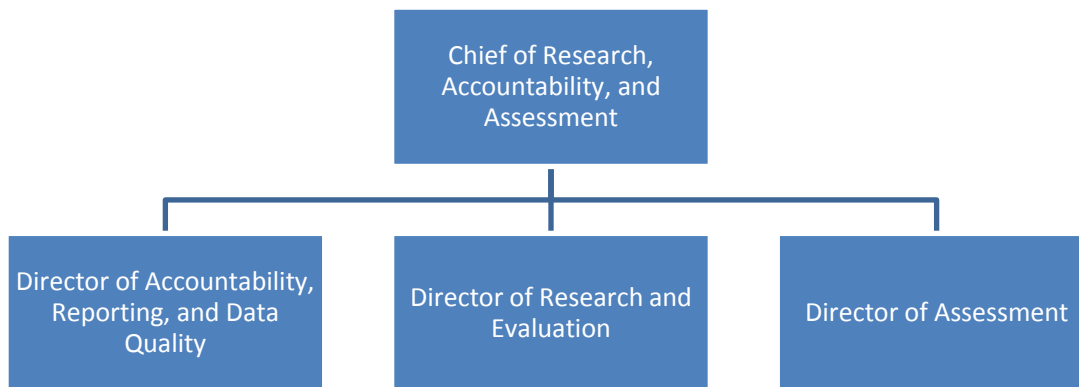 Chief of Research,
Accountability, and
Assessment
Director of Accountability,
Reporting, and Data
Quality
Director of Research and
Evaluation
Director of Assessment